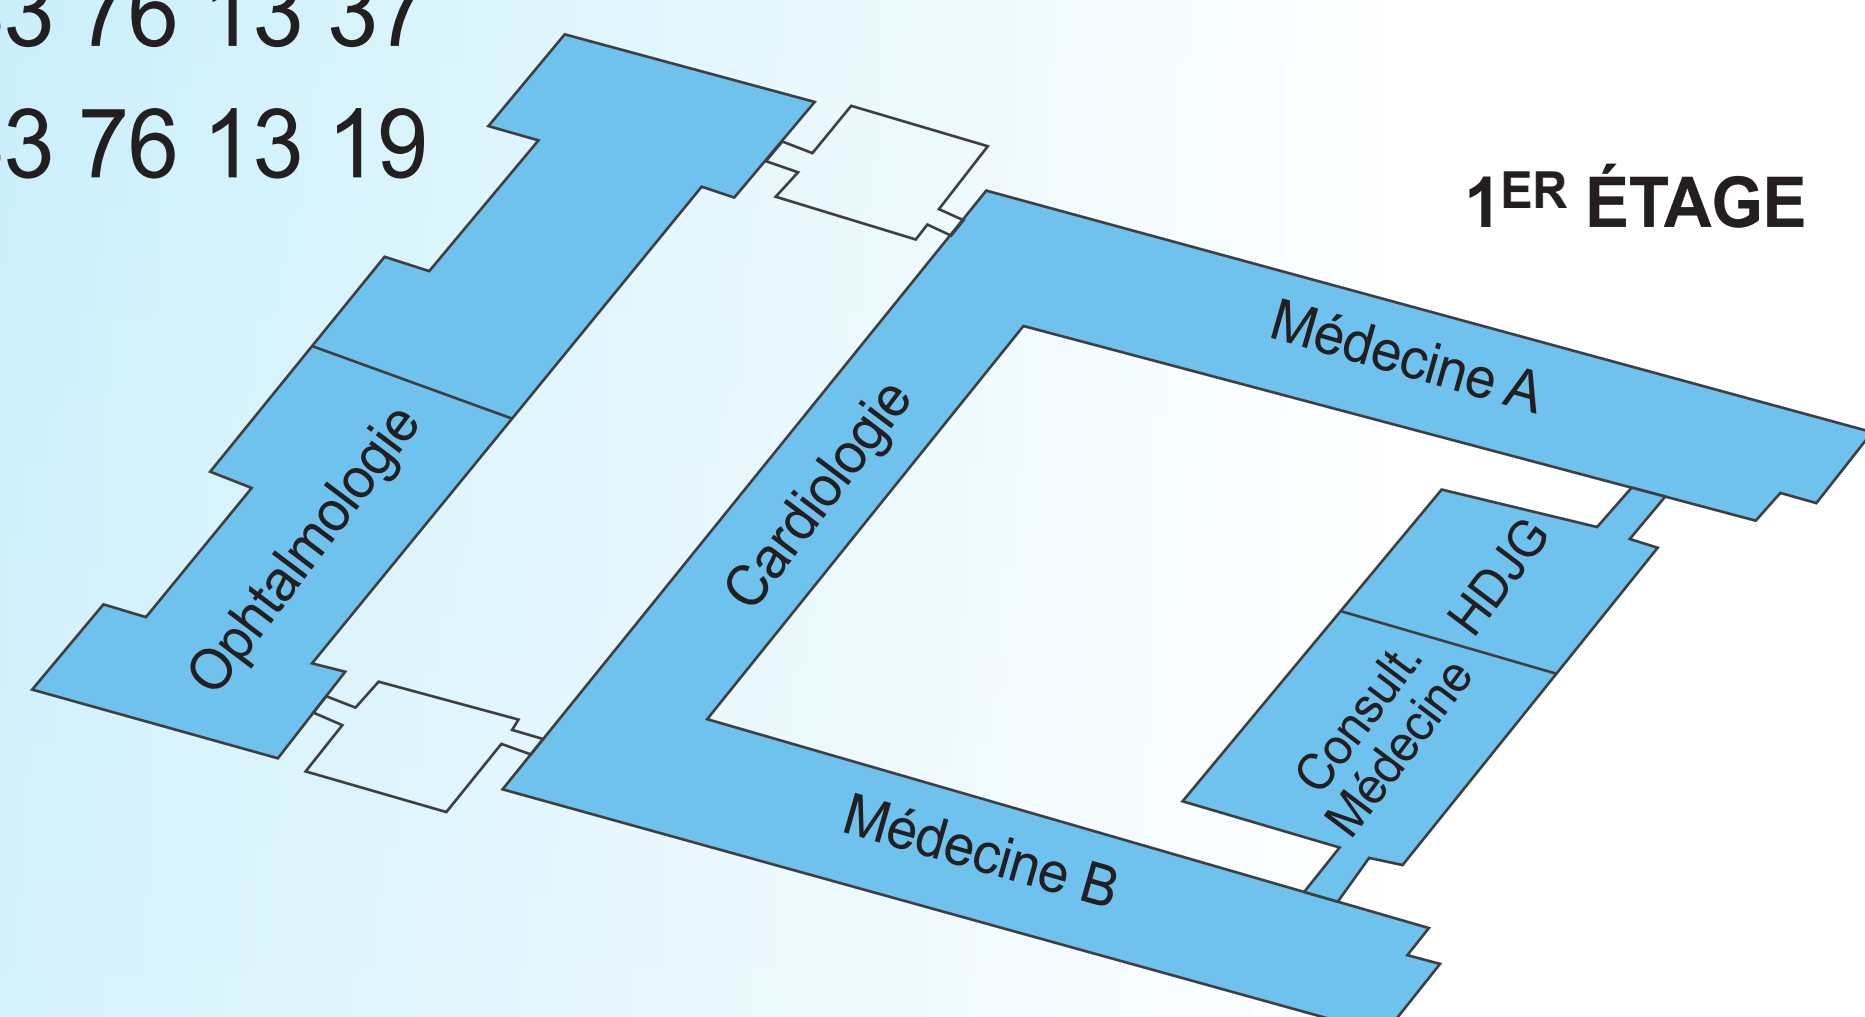 3 76 13 37
3 76 13 19
1ER ÉTAGE
Médecine A
Cardiologie
Ophtalmologie
HDJG
Consult.
Médecine
Médecine B